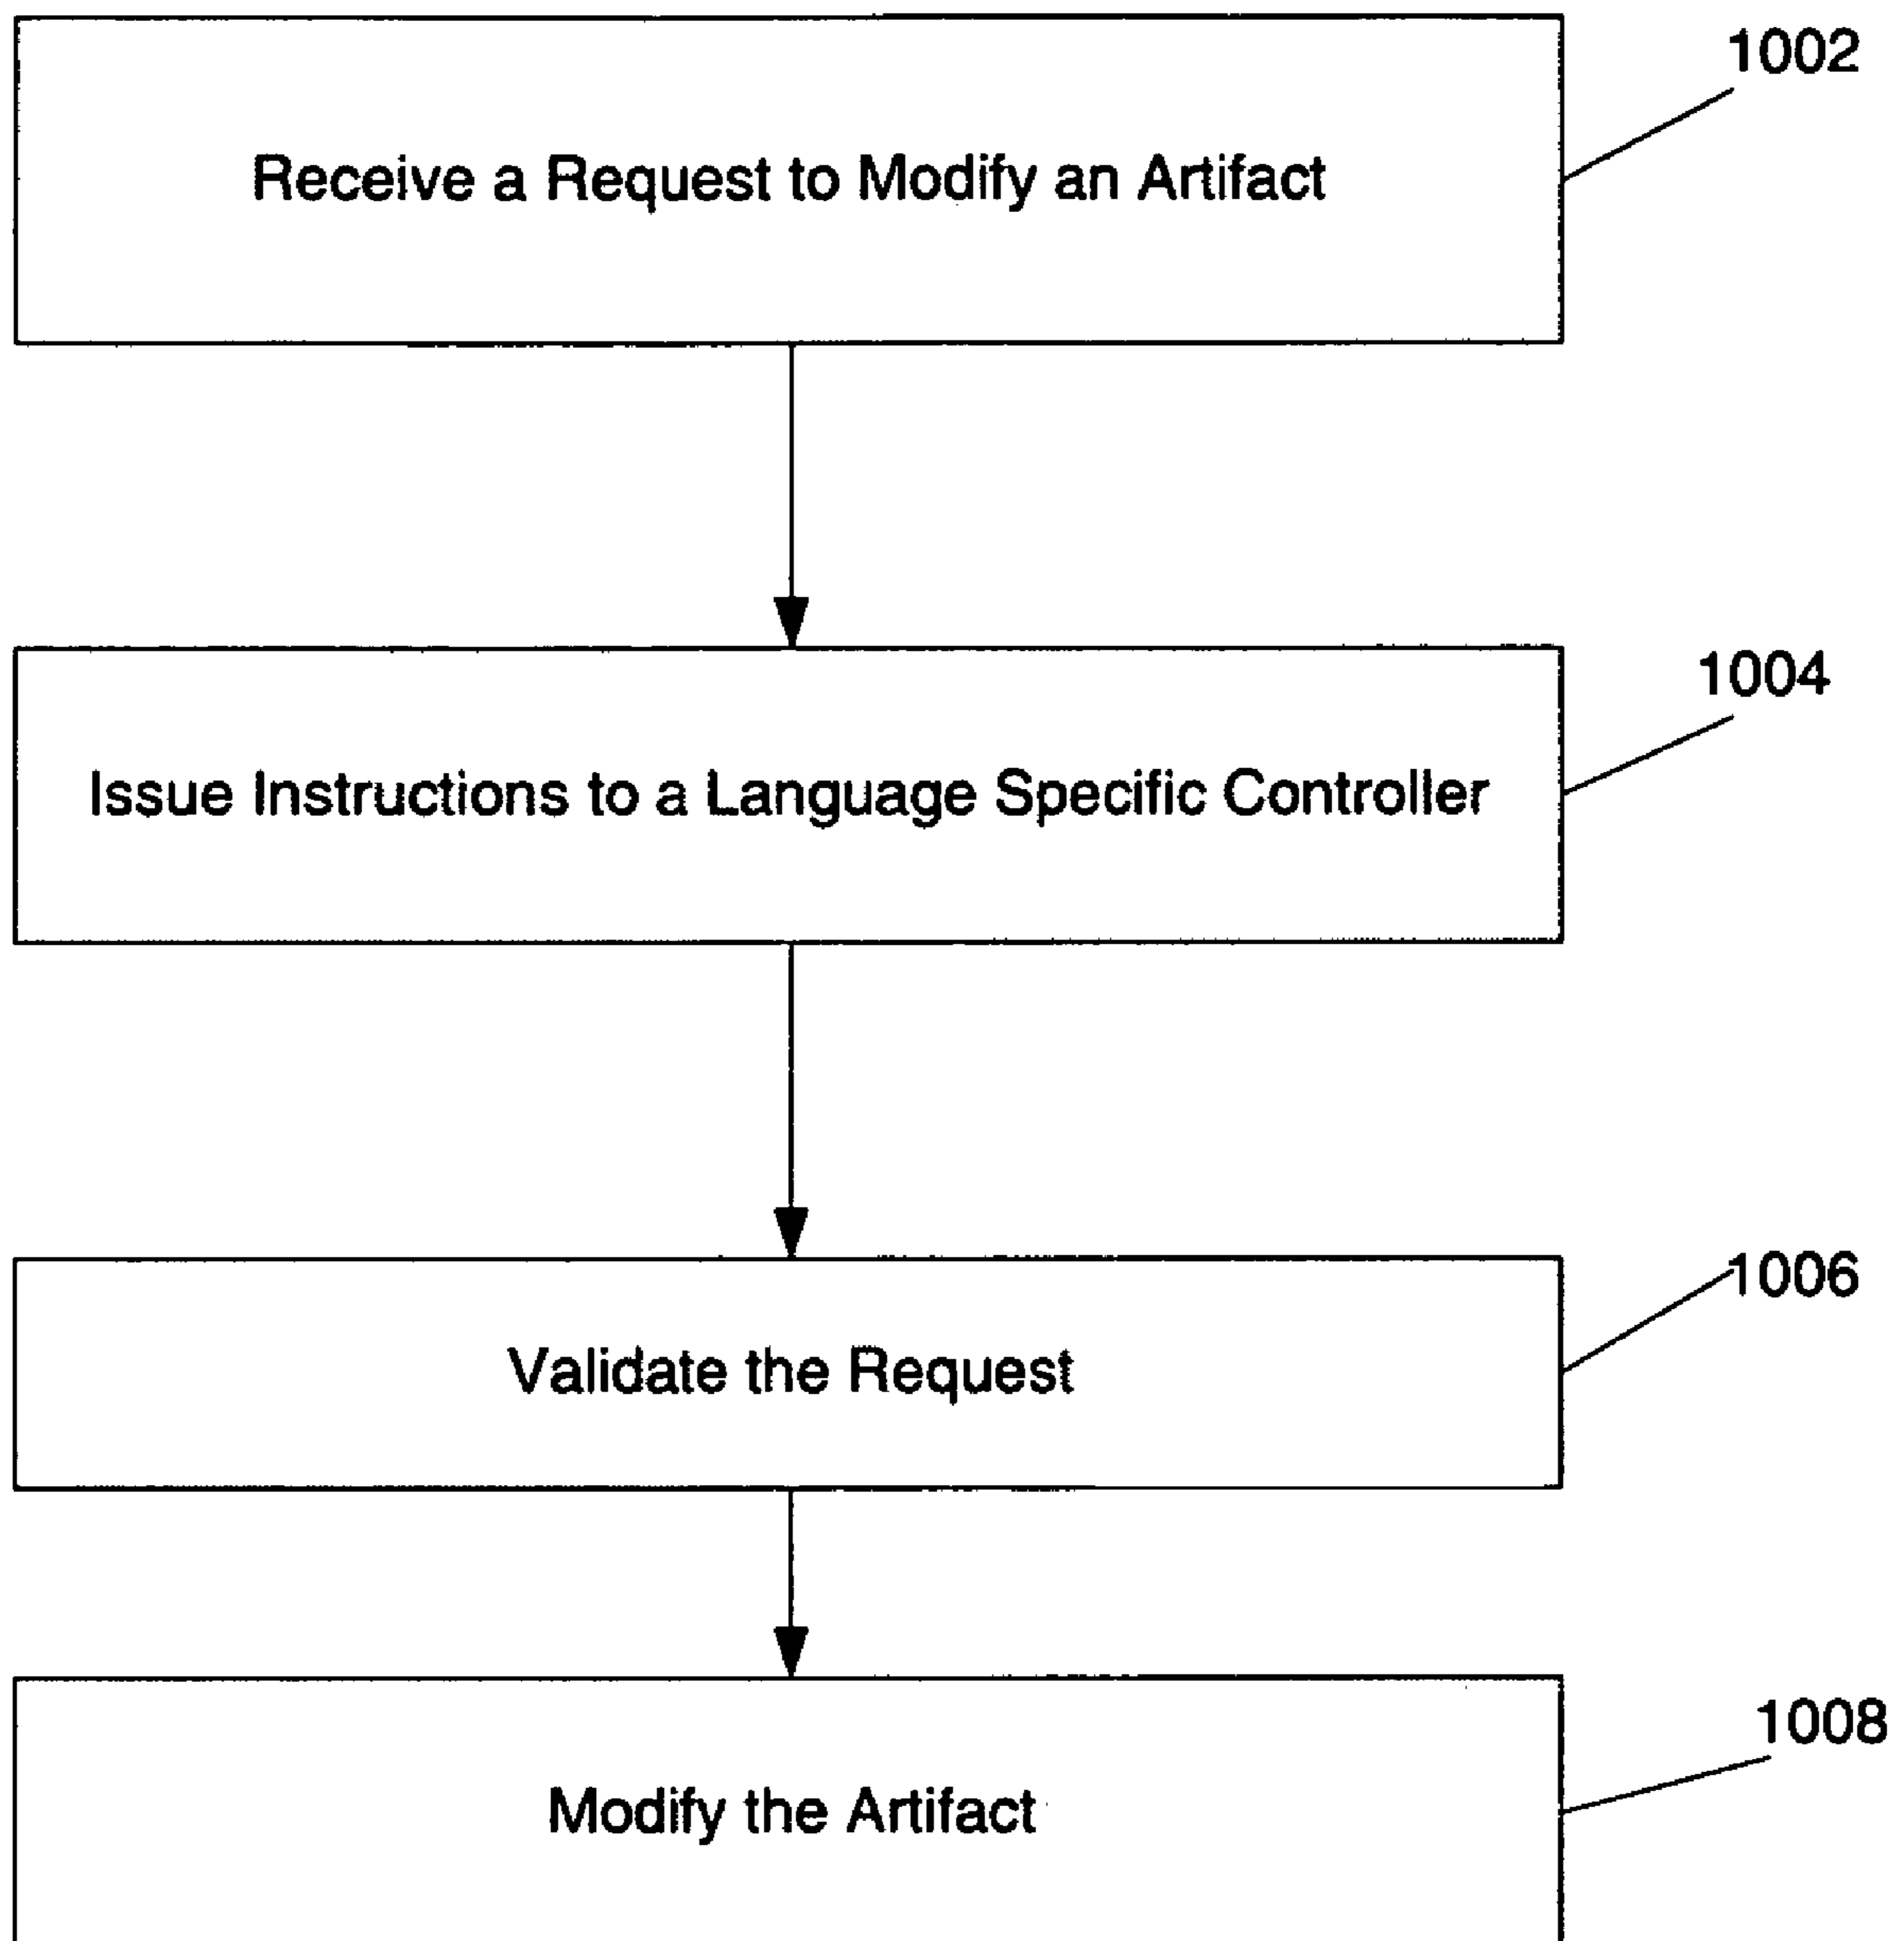 1002
Receive a Request to Modify an Artifact
1004
Issue Instructions to a Language Specific Controller
1006
Validate the Request
1008
Modify the Artifact